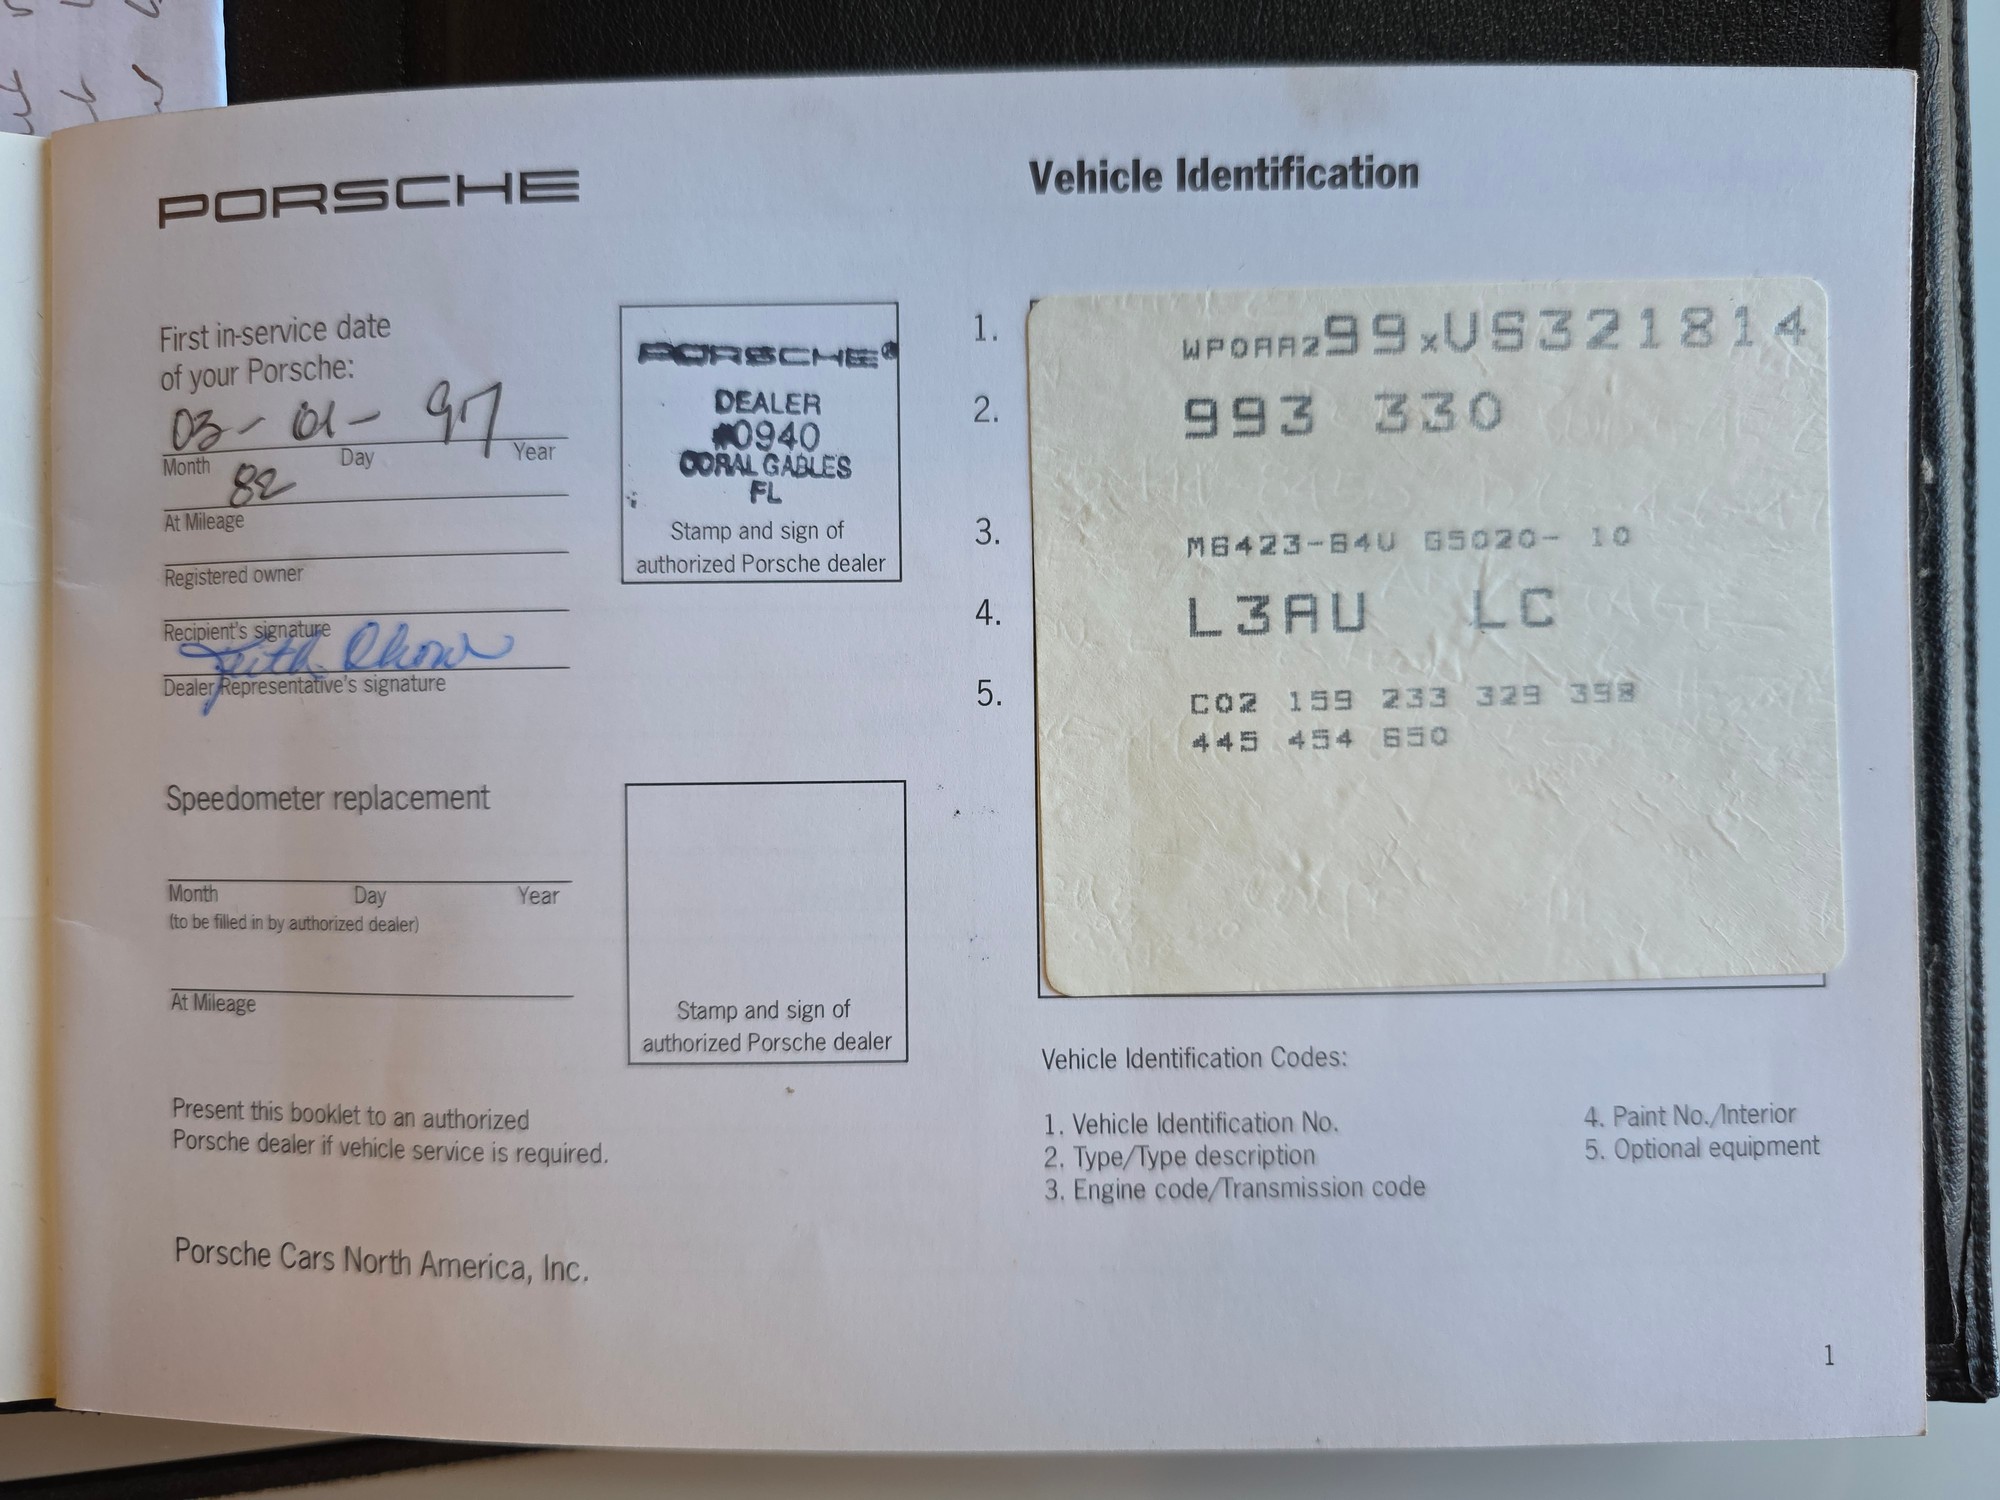 PORSCHE
First in-service date
of your Porsche:
03- 01- 97
Month Day Year
82
At Mileage
Registered owner
Recipient's signature
Keith
Dealer Representative's signature
PORSCHE®
DEALER
#0940
CORAL GABLES
FL
Stamp and sign of
authorized Porsche dealer
Speedometer replacement
Month Day Year
(to be filled in by authorized dealer)
At Mileage
Stamp and sign of
authorized Porsche dealer
Present this booklet to an authorized
Porsche dealer if vehicle service is required.
Porsche Cars North America, Inc.
Vehicle Identification
1. WP0AA299xUS321814
2. 993 330
3. M6423-64U G5020- 10
4. L3AU LC
5. C02 159 233 329 398
445 454 650
Vehicle Identification Codes:
1. Vehicle Identification No.
2. Type/Type description
3. Engine code/Transmission code
4. Paint No./Interior
5. Optional equipment
1